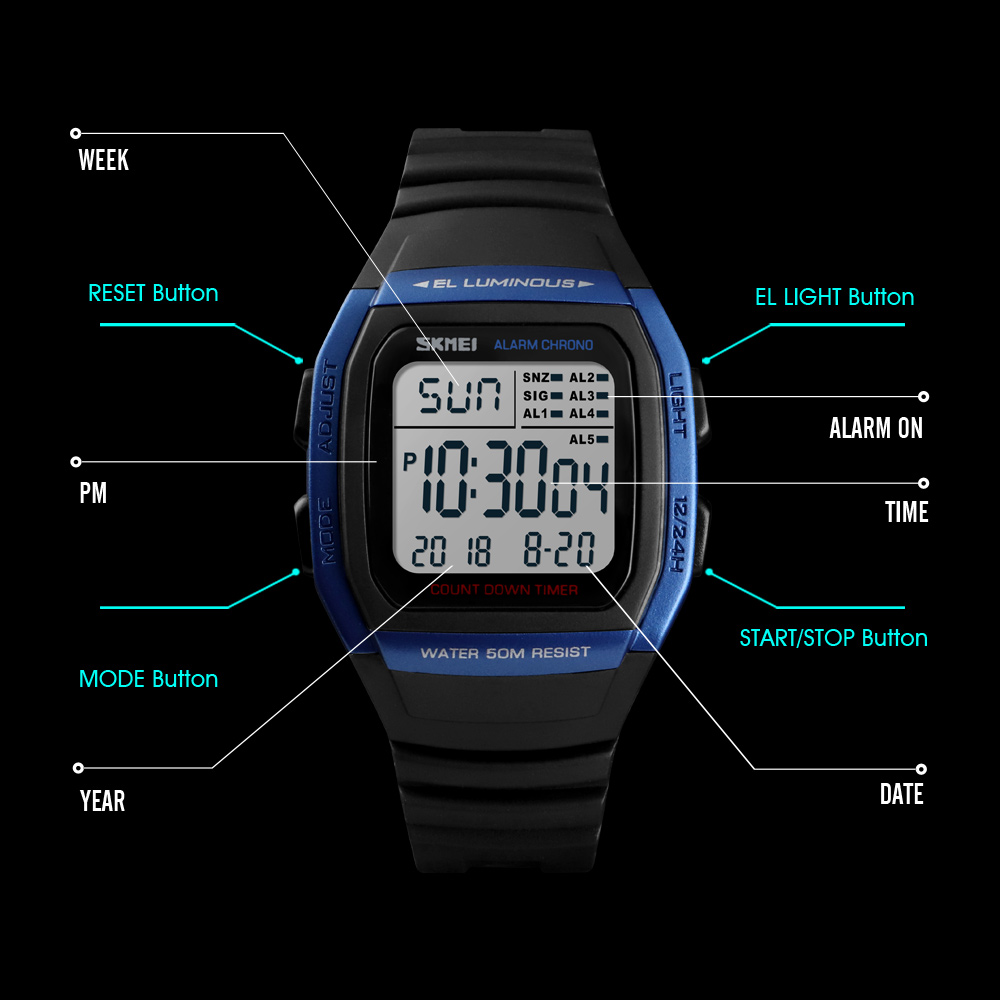 WEEK
RESET Button
EL LIGHT Button
◄EL LUMINOUS►
SKMEI ALARM CHRONO
SUN
SNZ AL2
SIG AL3
AL1 AL4
AL5
P 10:30 04
20 18 8-20
COUNT DOWN TIMER
WATER 50M RESIST
ADJUST
LIGHT
MODE
12/24H
ALARM ON
PM
TIME
START/STOP Button
MODE Button
YEAR
DATE